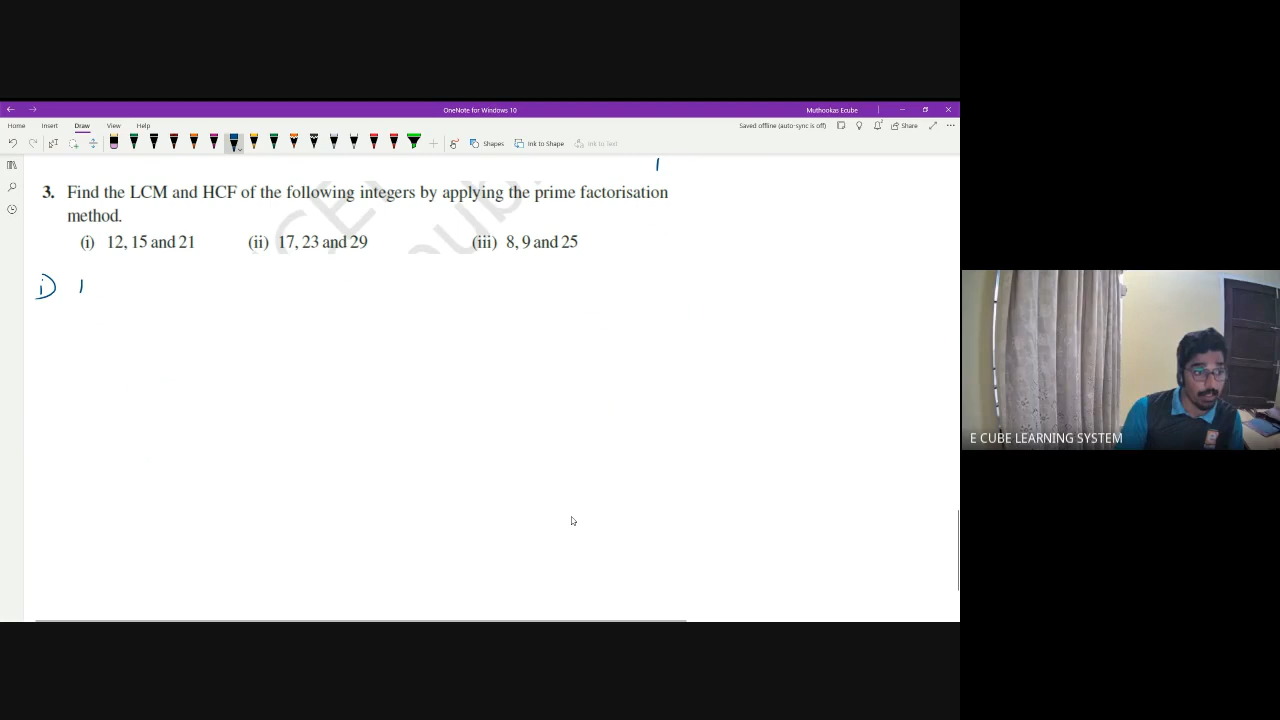 OneNote for Windows 10
Muthookas Ecube
Home Insert Draw View Help
Saved offline (auto-sync is off) Share
Shapes Ink to Shape Ink to Text
1
3. Find the LCM and HCF of the following integers by applying the prime factorisation
method.
(i) 12, 15 and 21 (ii) 17, 23 and 29 (iii) 8, 9 and 25
i) 1
E CUBE LEARNING SYSTEM